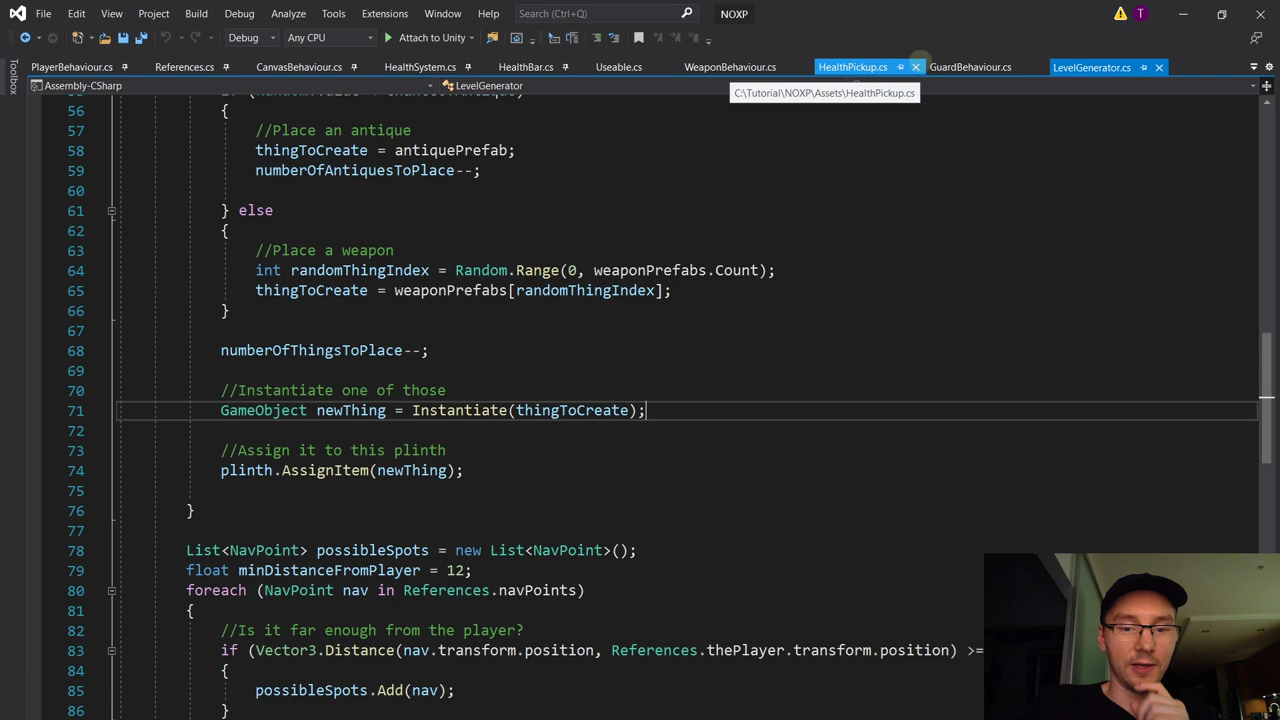 File Edit View Project Build Debug Analyze Tools Extensions Window Help Search (Ctrl+Q) NOXP T
Debug Any CPU Attach to Unity
PlayerBehaviour.cs References.cs CanvasBehaviour.cs HealthSystem.cs HealthBar.cs Useable.cs WeaponBehaviour.cs HealthPickup.cs GuardBehaviour.cs LevelGenerator.cs
Toolbox
Assembly-CSharp LevelGenerator
C:\Tutorial\NOXP\Assets\HealthPickup.cs
56 {
57 //Place an antique
58 thingToCreate = antiquePrefab;
59 numberOfAntiquesToPlace--;
60
61 } else
62 {
63 //Place a weapon
64 int randomThingIndex = Random.Range(0, weaponPrefabs.Count);
65 thingToCreate = weaponPrefabs[randomThingIndex];
66 }
67
68 numberOfThingsToPlace--;
69
70 //Instantiate one of those
71 GameObject newThing = Instantiate(thingToCreate);
72
73 //Assign it to this plinth
74 plinth.AssignItem(newThing);
75
76 }
77
78 List<NavPoint> possibleSpots = new List<NavPoint>();
79 float minDistanceFromPlayer = 12;
80 foreach (NavPoint nav in References.navPoints)
81 {
82 //Is it far enough from the player?
83 if (Vector3.Distance(nav.transform.position, References.thePlayer.transform.position) >=
84 {
85 possibleSpots.Add(nav);
86 }